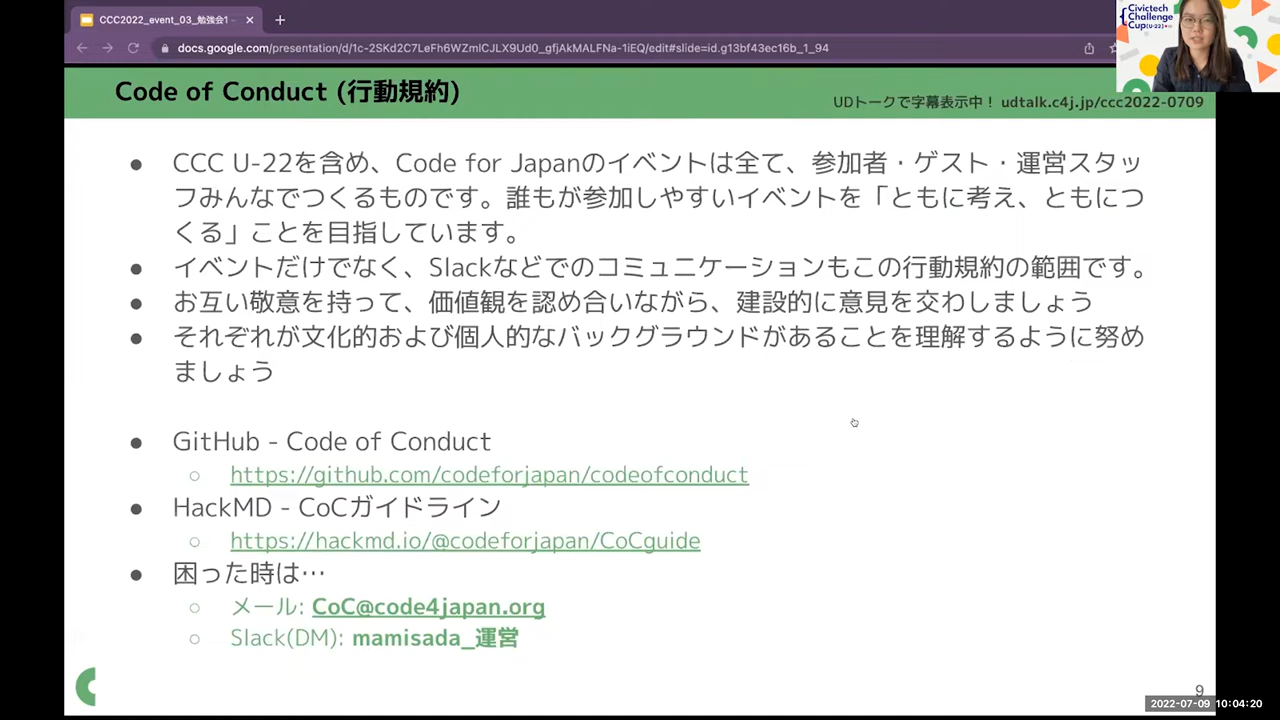 CCC2022_event_03_勉強会1 -
docs.google.com/presentation/d/1c-2SKd2C7LeFh6WZmlCJLX9Ud0_gfjAkMALFNa-1iEQ/edit#slide=id.g13bf43ec16b_1_94
Civictech
Challenge
Cup U-22
Code of Conduct (行動規約)
UDトークで字幕表示中！ udtalk.c4j.jp/ccc2022-0709
● CCC U-22を含め、Code for Japanのイベントは全て、参加者・ゲスト・運営スタッ
フみんなでつくるものです。誰もが参加しやすいイベントを「ともに考え、ともにつ
くる」ことを目指しています。
● イベントだけでなく、Slackなどでのコミュニケーションもこの行動規約の範囲です。
● お互い敬意を持って、価値観を認め合いながら、建設的に意見を交わしましょう
● それぞれが文化的および個人的なバックグラウンドがあることを理解するように努め
ましょう
● GitHub - Code of Conduct
○ https://github.com/codeforjapan/codeofconduct
● HackMD - CoCガイドライン
○ https://hackmd.io/@codeforjapan/CoCguide
● 困った時は…
○ メール: CoC@code4japan.org
○ Slack(DM): mamisada_運営
9
2022-07-09 10:04:20